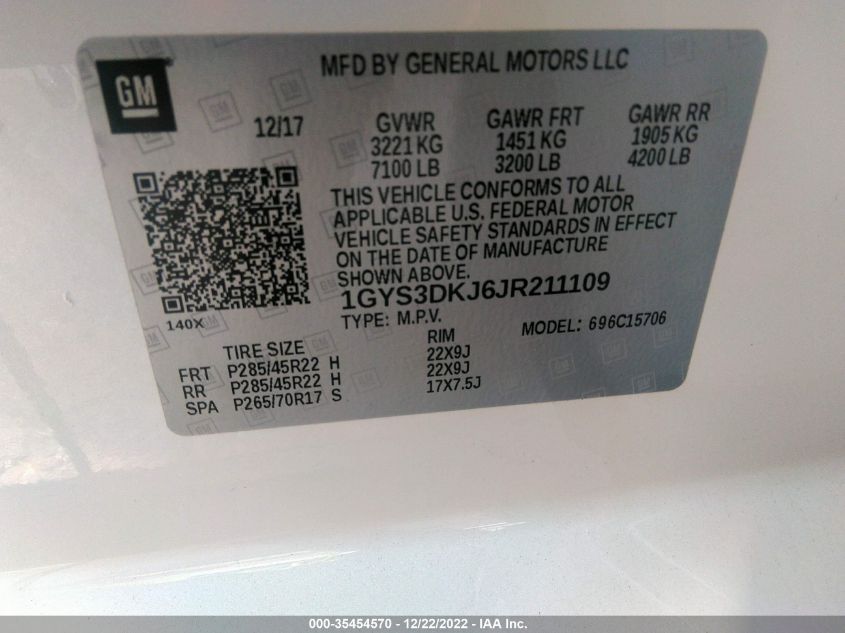 GM
MFD BY GENERAL MOTORS LLC
12/17
GVWR
3221 KG
7100 LB
GAWR FRT
1451 KG
3200 LB
GAWR RR
1905 KG
4200 LB
THIS VEHICLE CONFORMS TO ALL
APPLICABLE U.S. FEDERAL MOTOR
VEHICLE SAFETY STANDARDS IN EFFECT
ON THE DATE OF MANUFACTURE
SHOWN ABOVE.
1GYS3DKJ6JR211109
140X
TYPE: M.P.V.
MODEL: 696C15706
TIRE SIZE RIM
FRT P285/45R22 H 22X9J
RR P285/45R22 H 22X9J
SPA P265/70R17 S 17X7.5J
000-35454570 - 12/22/2022 - IAA Inc.